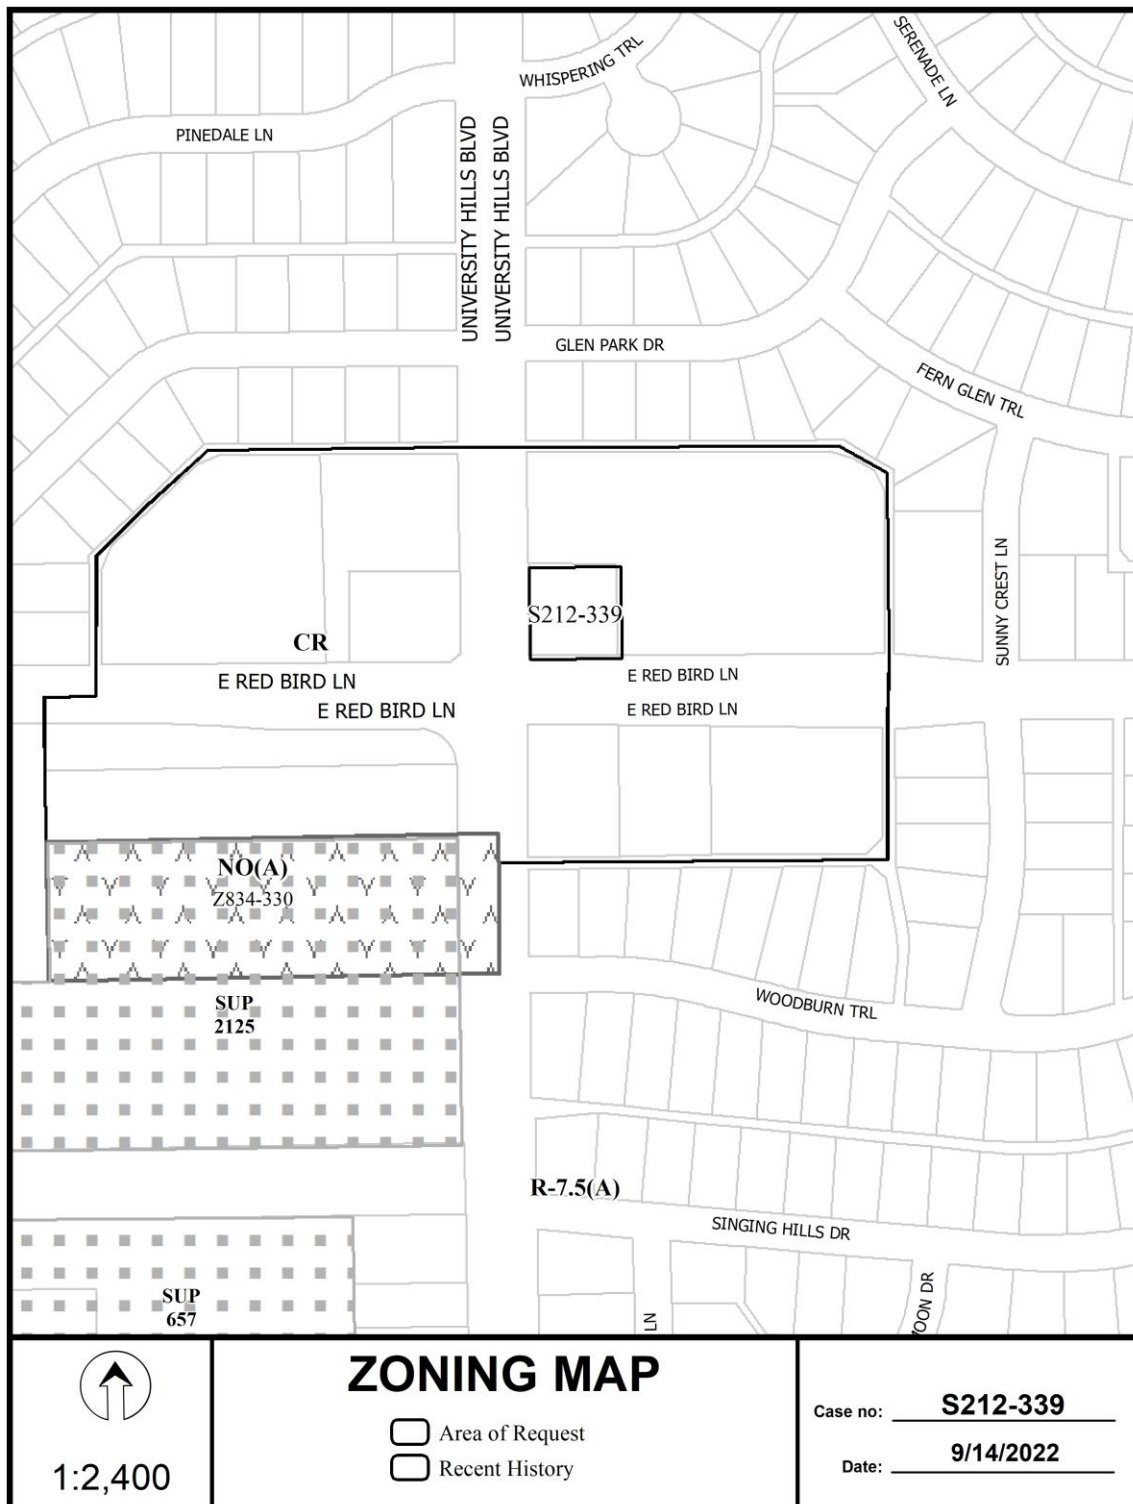 SERENADE LN
WHISPERING TRL
PINEDALE LN
UNIVERSITY HILLS BLVD
UNIVERSITY HILLS BLVD
GLEN PARK DR
FERN GLEN TRL
SUNNY CREST LN
S212-339
CR
E RED BIRD LN
E RED BIRD LN
E RED BIRD LN
E RED BIRD LN
NO(A)
Z834-330
SUP
2125
WOODBURN TRL
R-7.5(A)
SINGING HILLS DR
SUP
657
LN
MOON DR
ZONING MAP
Area of Request
Recent History
1:2,400
Case no: S212-339
Date: 9/14/2022